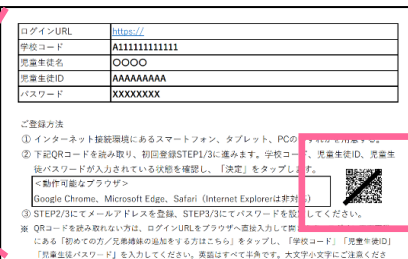 ログインURL https://
学校コード A111111111111
児童生徒名 〇〇〇〇
児童生徒ID AAAAAAAAA
パスワード XXXXXXXX
ご登録方法
① インターネット接続環境にあるスマートフォン、タブレット、PCの
② 下記QRコードを読み取り、初回登録STEP1/3に進みます。学校コード、児童生徒ID、児童生
徒パスワードが入力されている状態を確認し、「決定」をタップします。
＜動作可能なブラウザ＞
Google Chrome、Microsoft Edge、Safari（Internet Explorerは非対応）
③ STEP2/3にてメールアドレスを登録、STEP3/3にてパスワードを設定してください。
※ QRコードを読み取れない方は、ログインURLをブラウザへ直接入力して
にある「初めての方／兄弟姉妹の追加をする方はこちら」をタップし、「学校コード」「児童生徒ID」
「児童生徒パスワード」を入力してください。英語はすべて半角です。大文字小文字にご注意くださ